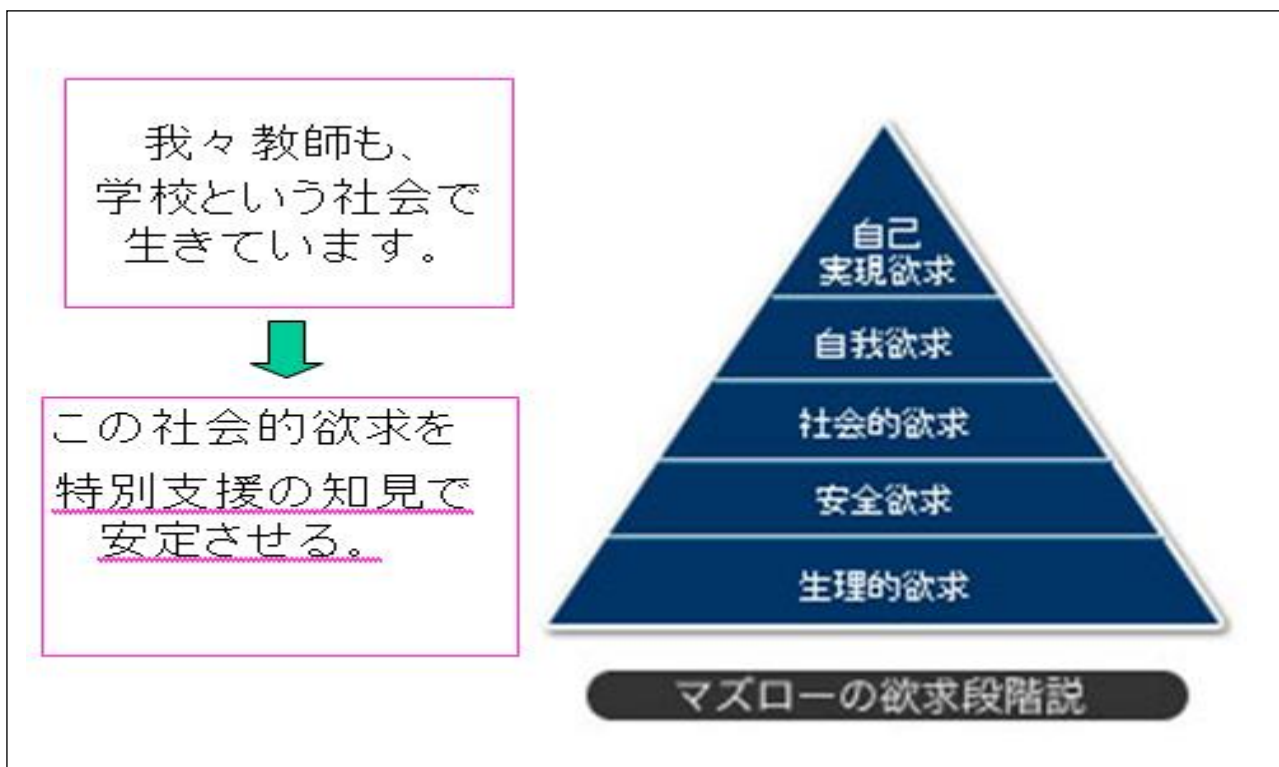 我々教師も、
学校という社会で
生きています。
この社会的欲求を
特別支援の知見で
安定させる。
自己
実現欲求
自我欲求
社会的欲求
安全欲求
生理的欲求
マズローの欲求段階説